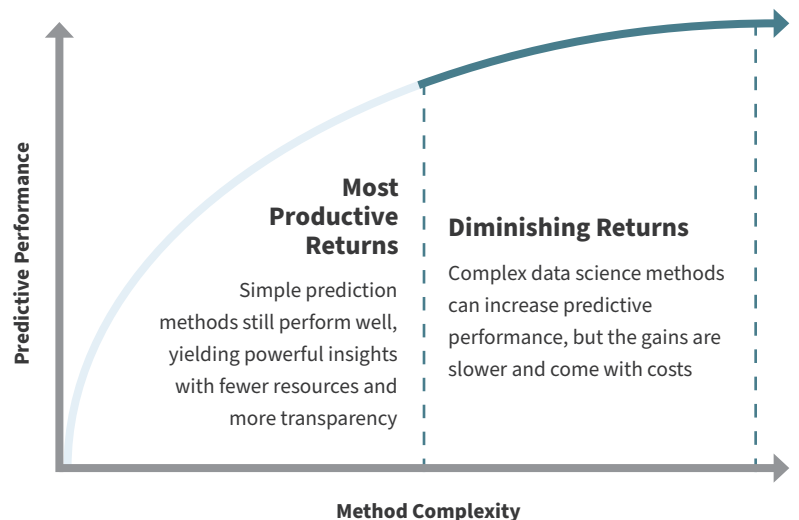 Predictive Performance
Most
Productive
Returns
Simple prediction
methods still perform well,
yielding powerful insights
with fewer resources and
more transparency
Diminishing Returns
Complex data science methods
can increase predictive
performance, but the gains are
slower and come with costs
Method Complexity